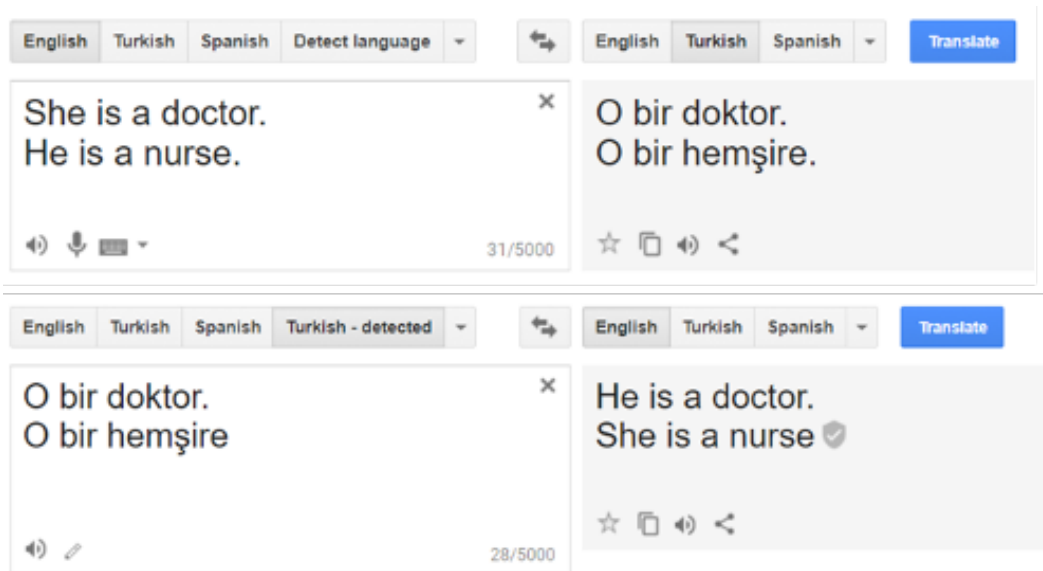 English Turkish Spanish Detect language English Turkish Spanish Translate
She is a doctor.
He is a nurse.
31/5000
O bir doktor.
O bir hemşire.
English Turkish Spanish Turkish - detected English Turkish Spanish Translate
O bir doktor.
O bir hemşire
28/5000
He is a doctor.
She is a nurse